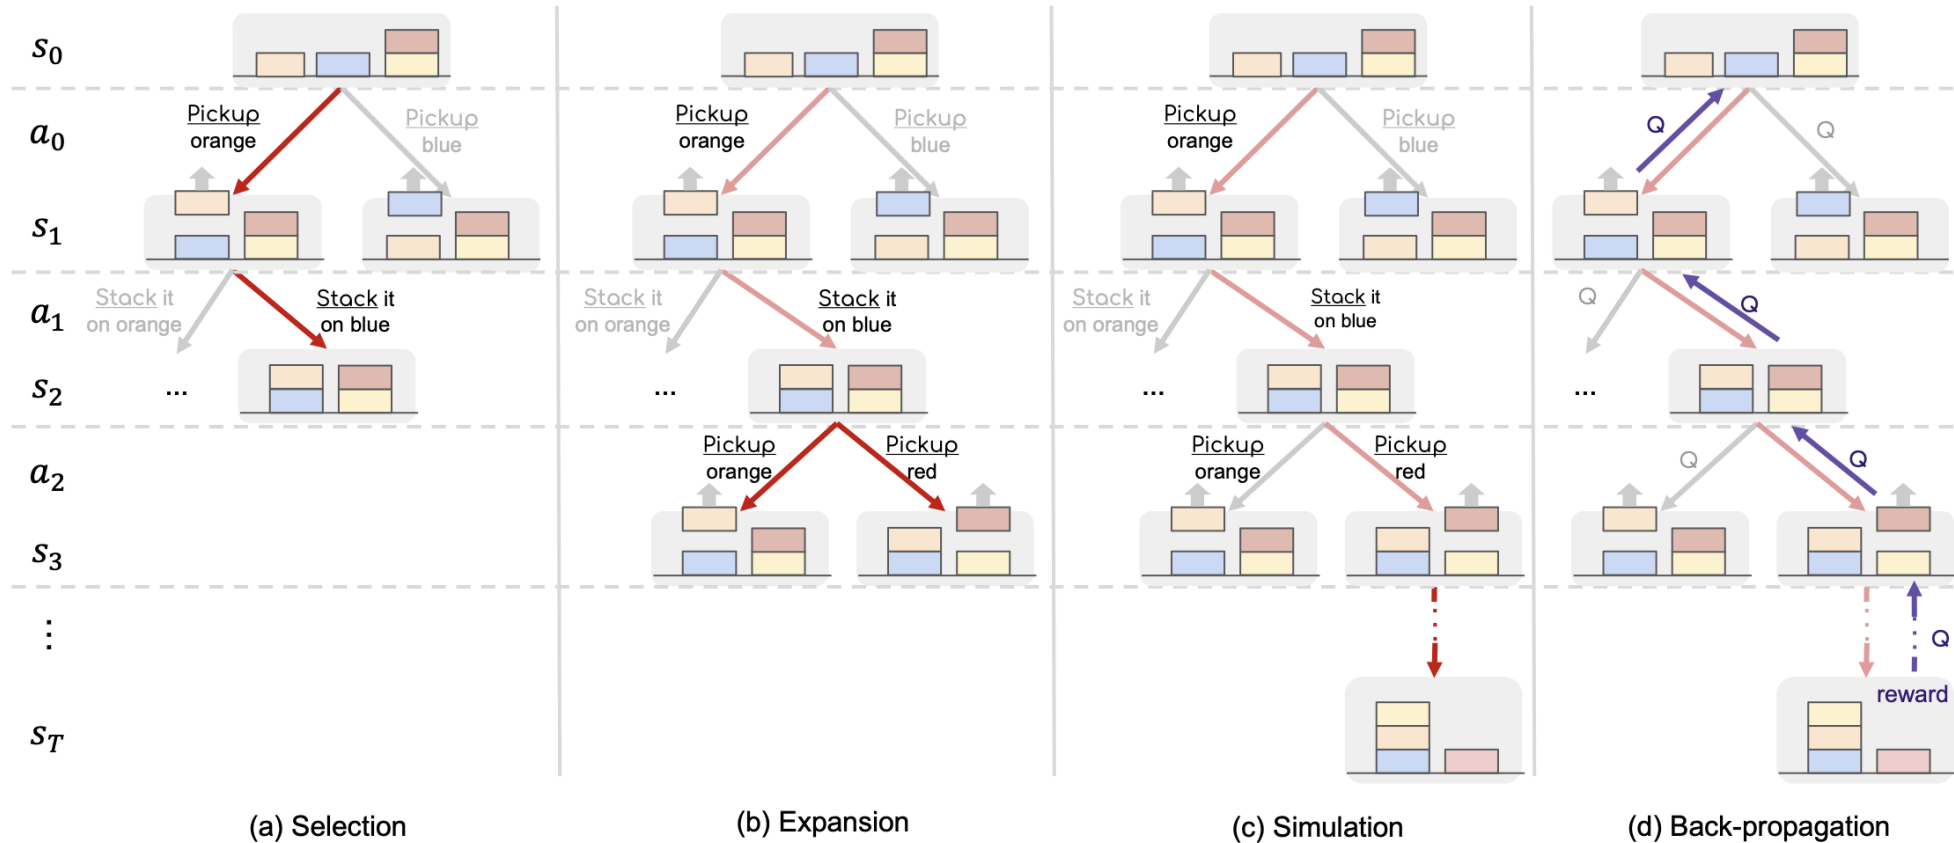 s0
a0
s1
a1
s2
a2
s3
⋮
sT
Pickup
orange
Pickup
blue
Stack it
on orange
Stack it
on blue
...
(a) Selection
Pickup
orange
Pickup
blue
Stack it
on orange
Stack it
on blue
...
Pickup
orange
Pickup
red
(b) Expansion
Pickup
orange
Pickup
blue
Stack it
on orange
Stack it
on blue
...
Pickup
orange
Pickup
red
(c) Simulation
Q
Q
Q
Q
...
Q
Q
Q
reward
(d) Back-propagation